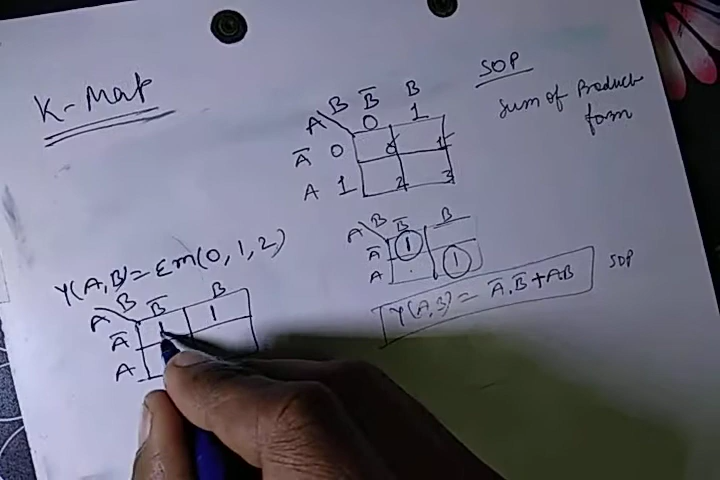 K-Map
SOP
Sum of Products
form
A B B̅ B
0 1
A̅ 0 0 1
A 1 2 3
A B B̅ B
A̅ 1
A 1
Y(A,B) = A̅.B̅ + AB
SOP
Y(A,B) = Σm(0,1,2)
A B B̅ B
A̅ 1 1
A